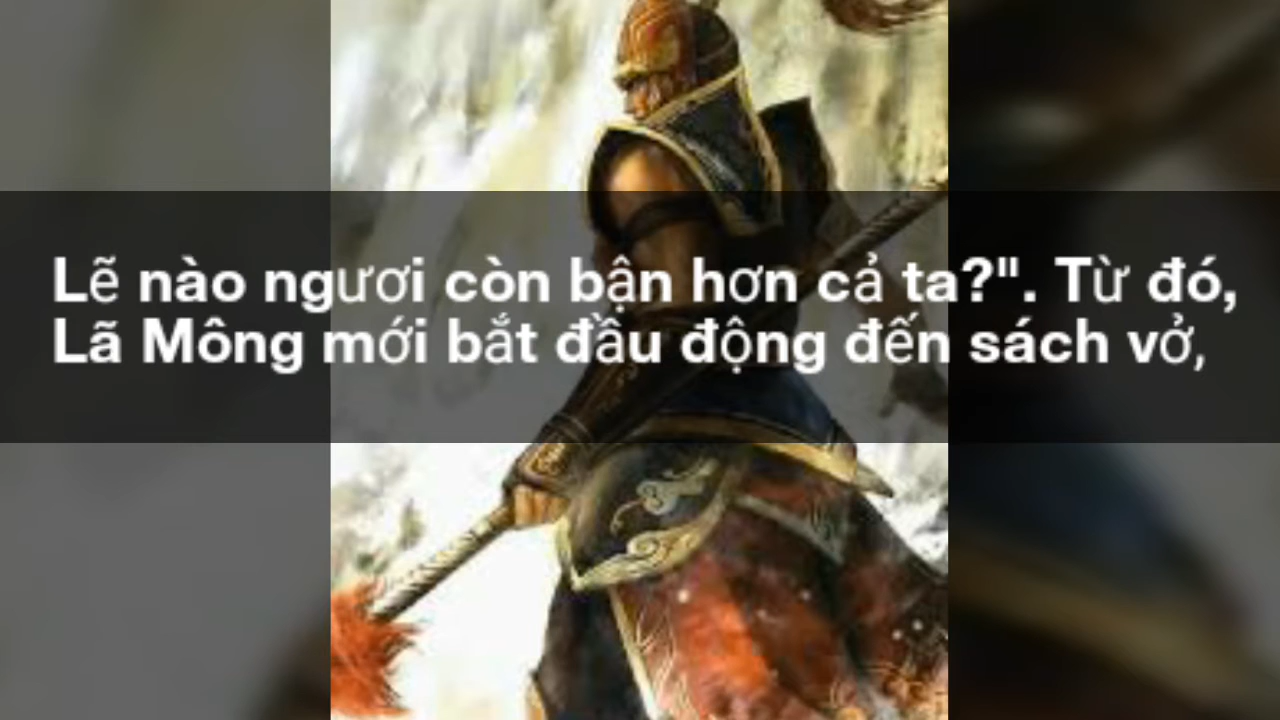 Lẽ nào ngươi còn bận hơn cả ta?". Từ đó,
Lã Mông mới bắt đầu động đến sách vở,